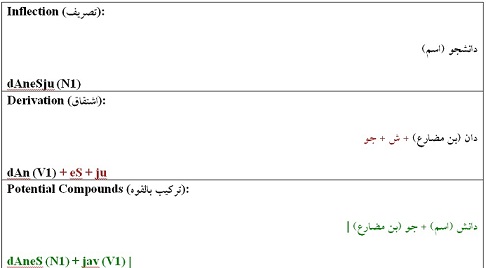 Inflection (تصریف):
دانشجو (اسم)
dAneSju (N1)
Derivation (اشتقاق):
دان (بن مضارع) + ش + جو
dAn (V1) + eS + ju
Potential Compounds (ترکیب بالقوه):
دانش (اسم) + جو (بن مضارع) |
dAneS (N1) + jav (V1) |